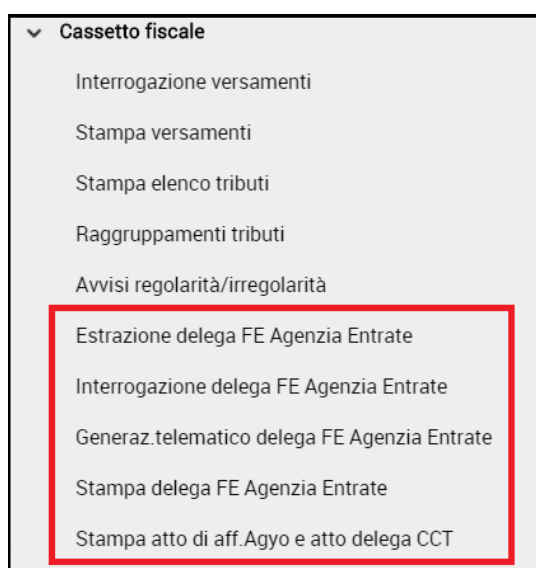 Cassetto fiscale
Interrogazione versamenti
Stampa versamenti
Stampa elenco tributi
Raggruppamenti tributi
Avvisi regolarità/irregolarità
Estrazione delega FE Agenzia Entrate
Interrogazione delega FE Agenzia Entrate
Generaz.telematico delega FE Agenzia Entrate
Stampa delega FE Agenzia Entrate
Stampa atto di aff.Agyo e atto delega CCT